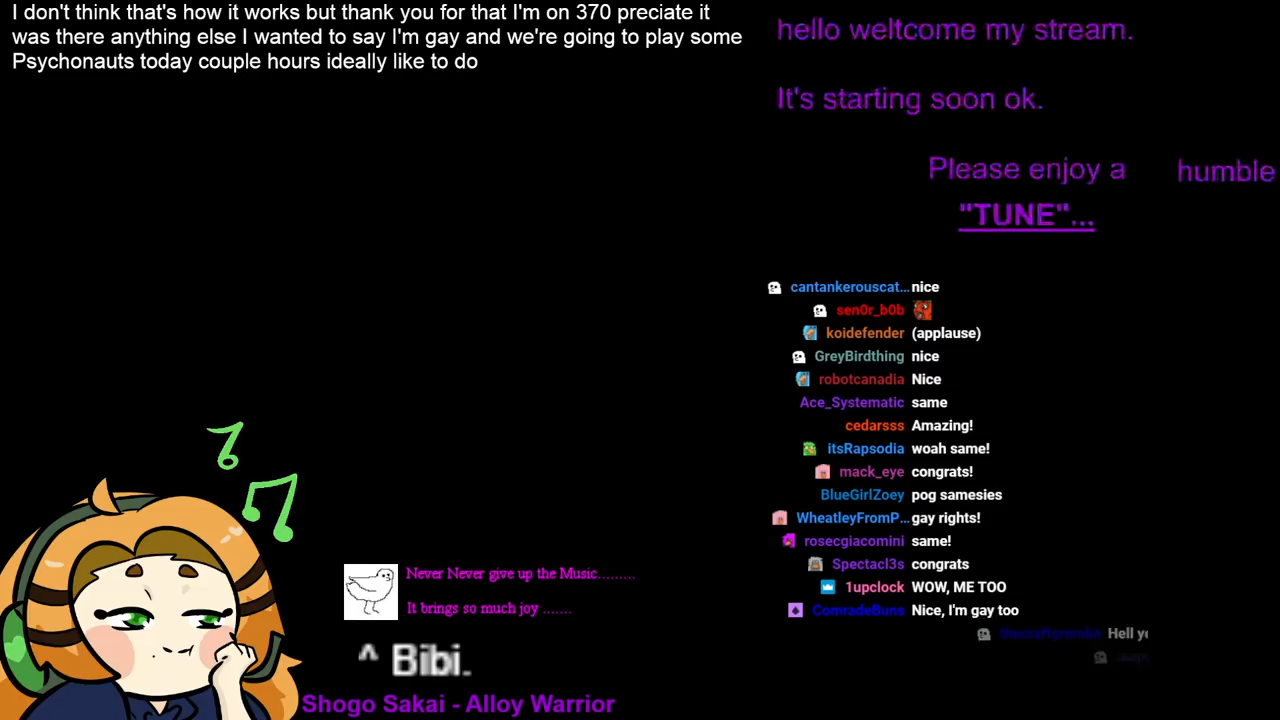 I don't think that's how it works but thank you for that I'm on 370 preciate it
was there anything else I wanted to say I'm gay and we're going to play some
Psychonauts today couple hours ideally like to do
hello weltcome my stream.
It's starting soon ok.
Please enjoy a humble
"TUNE"...
cantankerouscat... nice
sen0r_b0b
koidefender (applause)
GreyBirdthing nice
robotcanadia Nice
Ace_Systematic same
cedarsss Amazing!
itsRapsodia woah same!
mack_eye congrats!
BlueGirlZoey pog samesies
WheatleyFromP... gay rights!
rosecgiacomini same!
Spectacl3s congrats
1upclock WOW, ME TOO
ComradeBuns Nice, I'm gay too
Hell
Never Never give up the Music.........
It brings so much joy .......
^ Bibi.
Shogo Sakai - Alloy Warrior